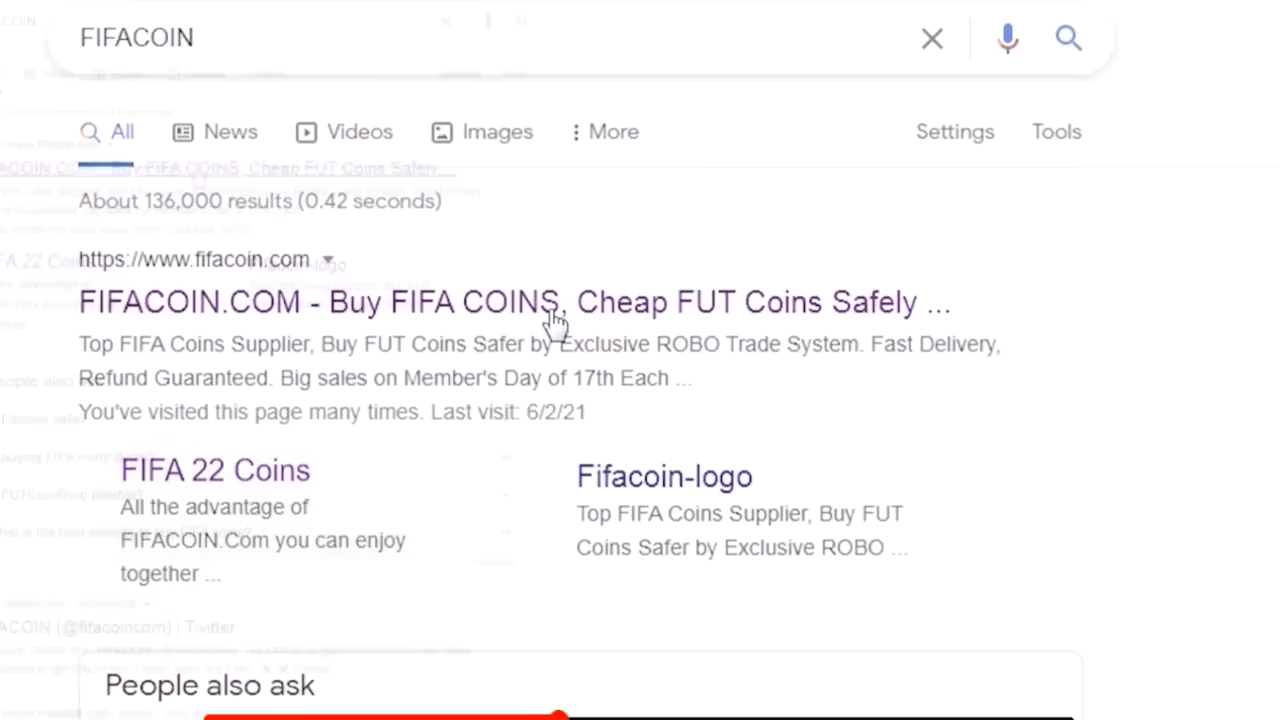 FIFACOIN
All News Videos Images More Settings Tools
About 136,000 results (0.42 seconds)
https://www.fifacoin.com
FIFACOIN.COM - Buy FIFA COINS, Cheap FUT Coins Safely ...
Top FIFA Coins Supplier, Buy FUT Coins Safer by Exclusive ROBO Trade System. Fast Delivery,
Refund Guaranteed. Big sales on Member's Day of 17th Each ...
You've visited this page many times. Last visit: 6/2/21
FIFA 22 Coins
All the advantage of
FIFACOIN.Com you can enjoy
together ...
Fifacoin-logo
Top FIFA Coins Supplier, Buy FUT
Coins Safer by Exclusive ROBO ...
ACOIN (@fifacoincom) | Twitter
People also ask